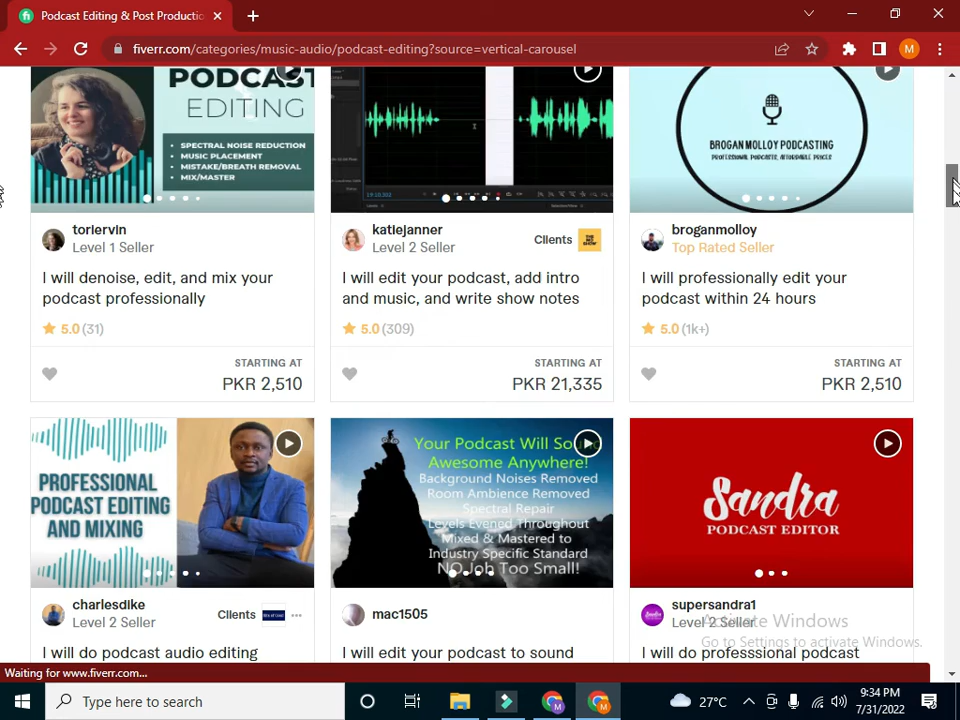 Podcast Editing & Post Productio
fiverr.com/categories/music-audio/podcast-editing?source=vertical-carousel
M
PODCAST
EDITING
• SPECTRAL NOISE REDUCTION
• MUSIC PLACEMENT
• MISTAKE/BREATH REMOVAL
• MIX/MASTER
BROGAN MOLLOY PODCASTING
PROFESSIONAL PODCASTS, AFFORDABLE PRICES
toriervin
Level 1 Seller
I will denoise, edit, and mix your
podcast professionally
5.0 (31)
STARTING AT
PKR 2,510
katiejanner
Level 2 Seller
Clients
I will edit your podcast, add intro
and music, and write show notes
5.0 (309)
STARTING AT
PKR 21,335
broganmolloy
Top Rated Seller
I will professionally edit your
podcast within 24 hours
5.0 (1k+)
STARTING AT
PKR 2,510
PROFESSIONAL
PODCAST EDITING
AND MIXING
Your Podcast Will Sound
Awesome Anywhere!
Background Noises Removed
Room Ambience Removed
Spectral Repair
Levels Evened Throughout
Mixed & Mastered to
Industry Specific Standard
NO Job Too Small!
Sandra
PODCAST EDITOR
charlesdike
Level 2 Seller
Clients
I will do podcast audio editing
mac1505
I will edit your podcast to sound
supersandra1
Level 2 Seller
I will do professional podcast
Activate Windows
Go to Settings to activate Windows.
Waiting for www.fiverr.com...
Type here to search
27°C
9:34 PM
7/31/2022